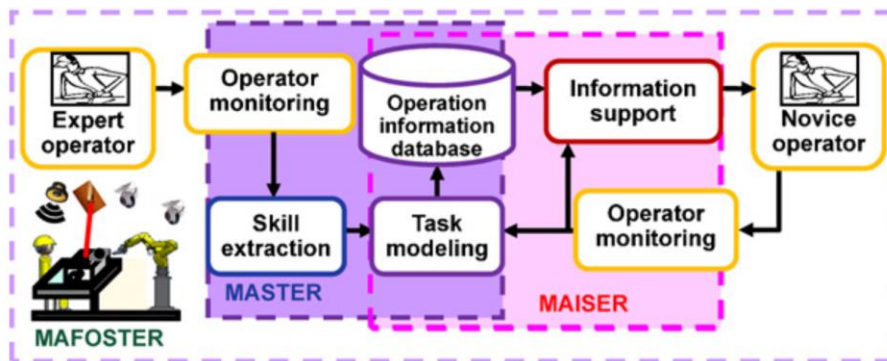 Expert
operator
Operator
monitoring
Operation
information
database
Information
support
Novice
operator
Skill
extraction
Task
modeling
Operator
monitoring
MASTER
MAISER
MAFOSTER